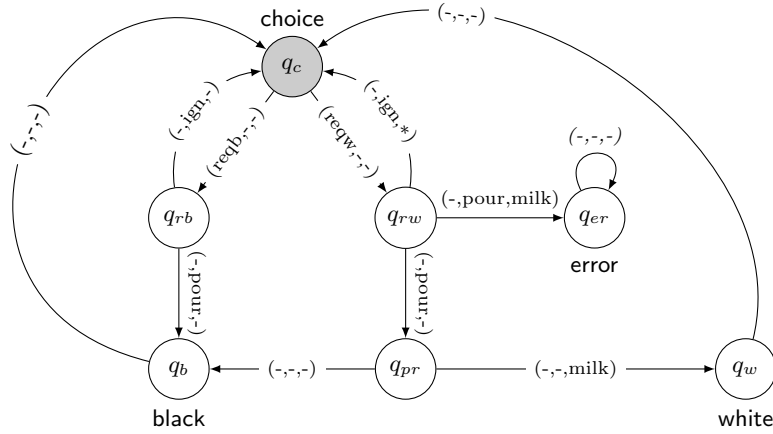 choice
(-,-,-)
q_c
(-,-,-)
(-,ign,-)
(reqb,-,-)
(reqw,-,-)
(-,ign,*)
(-,-,-)
q_rb
q_rw
(-,pour,milk)
q_er
error
(-,pour,-)
(-,pour,-)
q_b
(-,-,-)
q_pr
(-,-,milk)
q_w
black
white